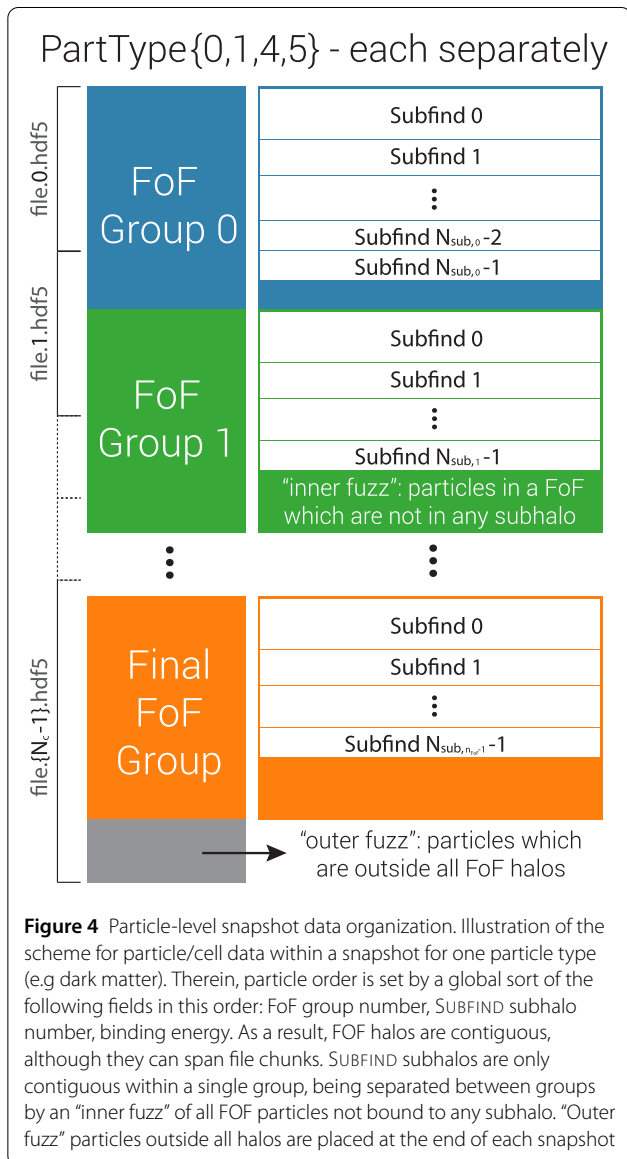 PartType{0,1,4,5} - each separately
file.0.hdf5
file.1.hdf5
file.{Nc-1}.hdf5
FoF
Group 0
Subfind 0
Subfind 1
⋮
Subfind Nsub,0-2
Subfind Nsub,0-1
FoF
Group 1
Subfind 0
Subfind 1
⋮
Subfind Nsub,1-1
“inner fuzz”: particles in a FoF
which are not in any subhalo
⋮
⋮
Final
FoF
Group
Subfind 0
Subfind 1
⋮
Subfind Nsub,nFoF-1-1
“outer fuzz”: particles which
are outside all FoF halos
Figure 4 Particle-level snapshot data organization. Illustration of the
scheme for particle/cell data within a snapshot for one particle type
(e.g dark matter). Therein, particle order is set by a global sort of the
following fields in this order: FoF group number, SUBFIND subhalo
number, binding energy. As a result, FOF halos are contiguous,
although they can span file chunks. SUBFIND subhalos are only
contiguous within a single group, being separated between groups
by an “inner fuzz” of all FOF particles not bound to any subhalo. “Outer
fuzz” particles outside all halos are placed at the end of each snapshot